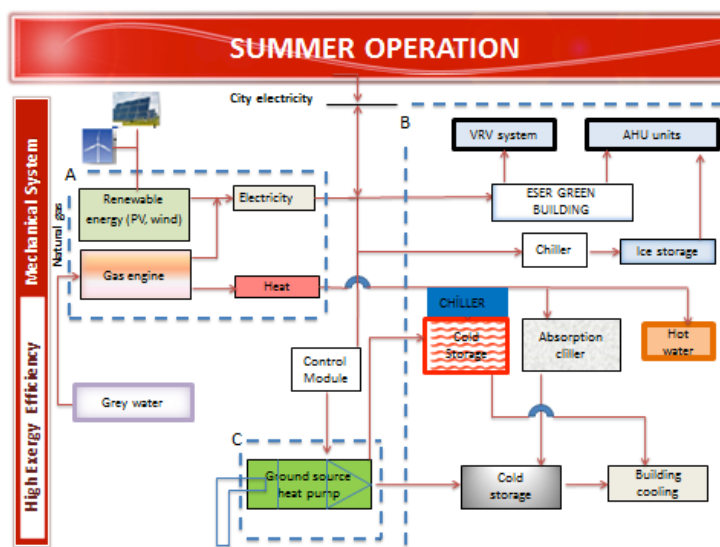 SUMMER OPERATION
City electricity
B
VRV system
AHU units
A
Renewable
energy (PV, wind)
Electricity
ESER GREEN
BUILDING
Natural gas
Mechanical System
Gas engine
Chiller
Ice storage
Heat
CHİLLER
Cold
Storage
Absorption
cliller
Hot
water
Control
Module
Grey water
High Exergy Efficiency
C
Ground source
heat pump
Cold
storage
Building
cooling